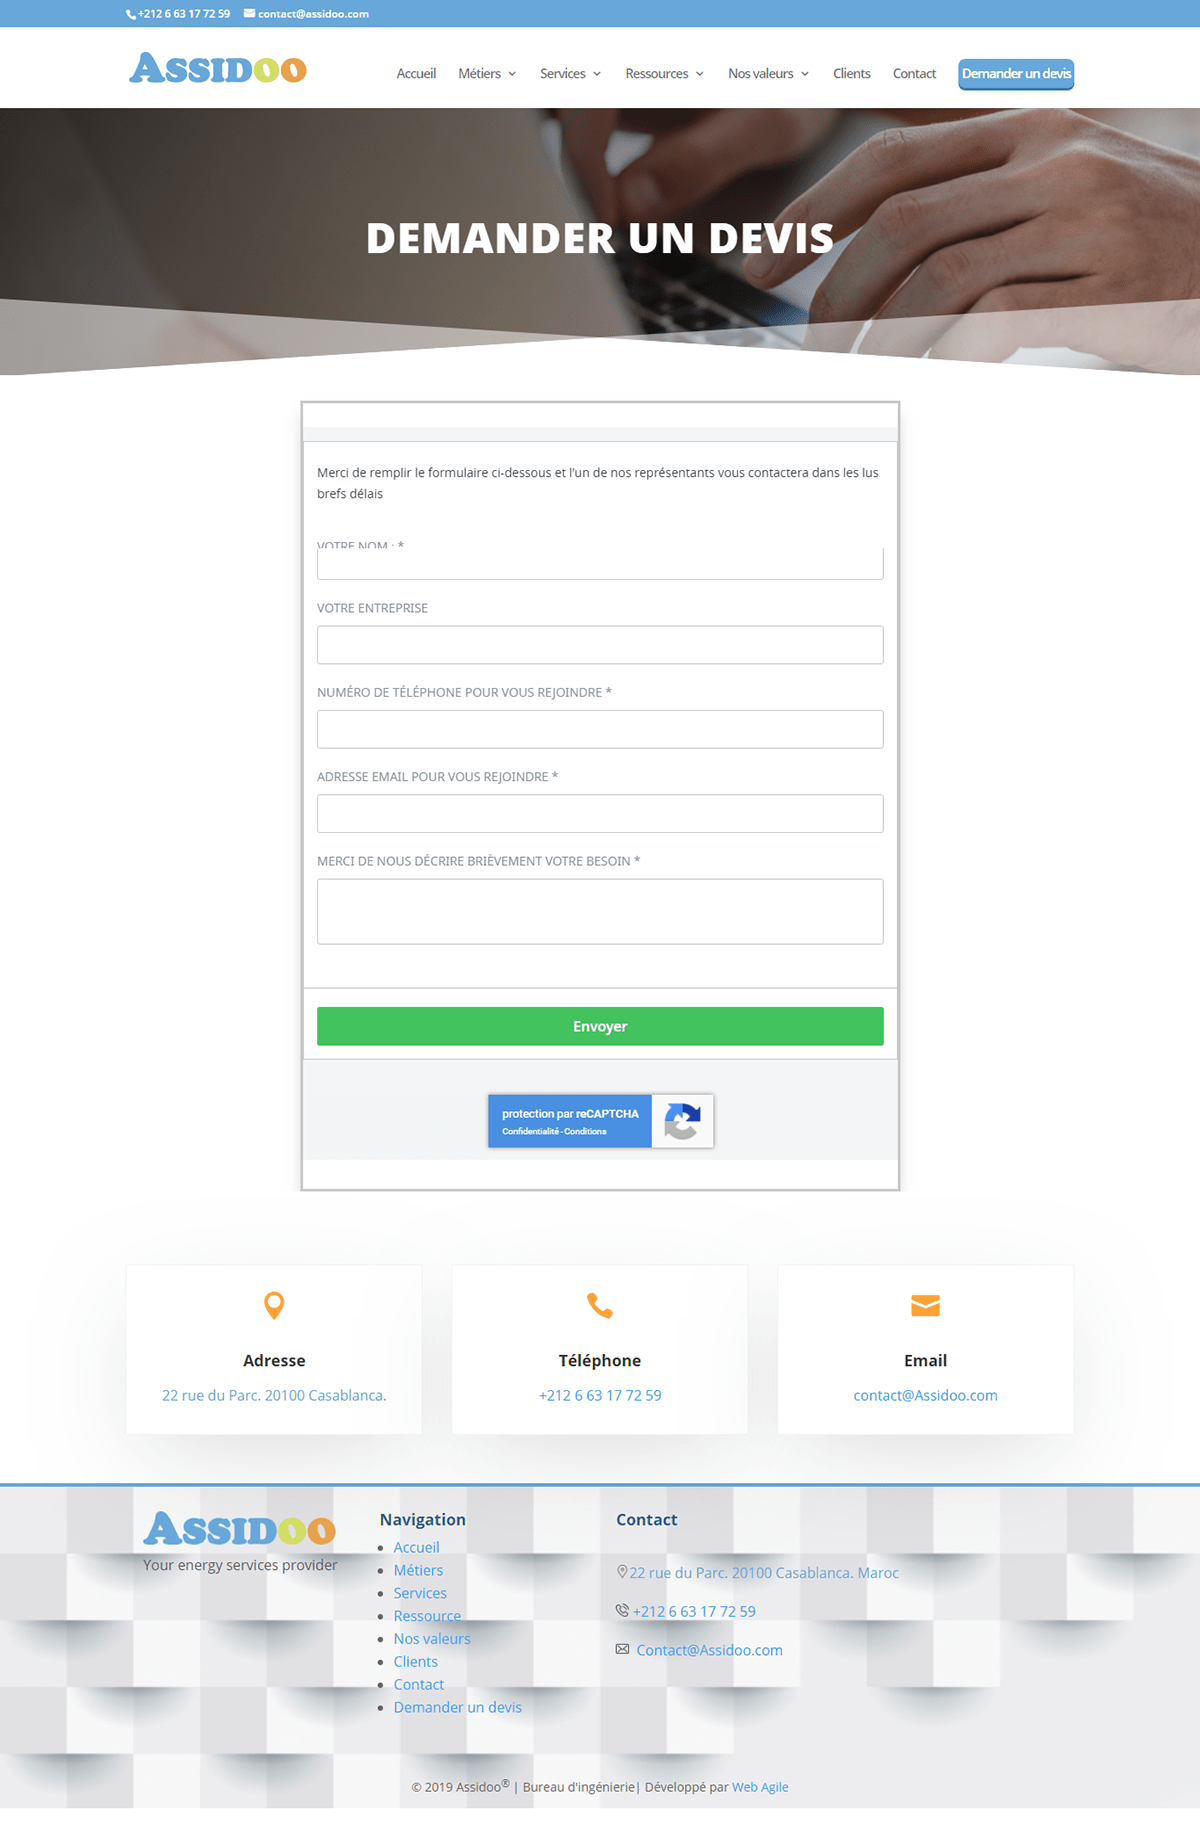 +212 6 63 17 72 59 contact@assidoo.com
ASSIDOO
Accueil Métiers Services Ressources Nos valeurs Clients Contact Demander un devis
DEMANDER UN DEVIS
Merci de remplir le formulaire ci-dessous et l'un de nos représentants vous contactera dans les lus
brefs délais
VOTRE NOM : *
VOTRE ENTREPRISE
NUMÉRO DE TÉLÉPHONE POUR VOUS REJOINDRE *
ADRESSE EMAIL POUR VOUS REJOINDRE *
MERCI DE NOUS DÉCRIRE BRIÈVEMENT VOTRE BESOIN *
Envoyer
protection par reCAPTCHA
Confidentialité - Conditions
Adresse
22 rue du Parc. 20100 Casablanca.
Téléphone
+212 6 63 17 72 59
Email
contact@Assidoo.com
ASSIDOO
Your energy services provider
Navigation
Accueil
Métiers
Services
Ressource
Nos valeurs
Clients
Contact
Demander un devis
Contact
22 rue du Parc. 20100 Casablanca. Maroc
+212 6 63 17 72 59
Contact@Assidoo.com
© 2019 Assidoo® | Bureau d'ingénierie| Développé par Web Agile